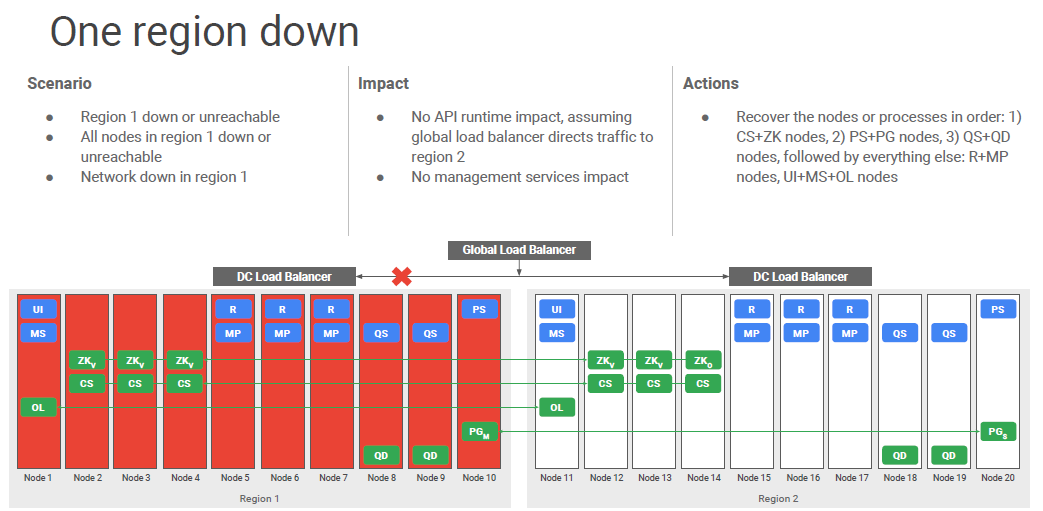 One region down
Scenario
● Region 1 down or unreachable
● All nodes in region 1 down or
unreachable
● Network down in region 1
Impact
● No API runtime impact, assuming
global load balancer directs traffic to
region 2
● No management services impact
Actions
● Recover the nodes or processes in order: 1)
CS+ZK nodes, 2) PS+PG nodes, 3) QS+QD
nodes, followed by everything else: R+MP
nodes, UI+MS+OL nodes
Global Load Balancer
DC Load Balancer
DC Load Balancer
UI R R R PS
MS MP MP MP QS QS
ZKV ZKV ZKV
CS CS CS
OL
PGM
QD QD
Node 1 Node 2 Node 3 Node 4 Node 5 Node 6 Node 7 Node 8 Node 9 Node 10
Region 1
UI R R R PS
MS MP MP MP QS QS
ZKV ZKV ZKO
CS CS CS
OL
PGS
QD QD
Node 11 Node 12 Node 13 Node 14 Node 15 Node 16 Node 17 Node 18 Node 19 Node 20
Region 2